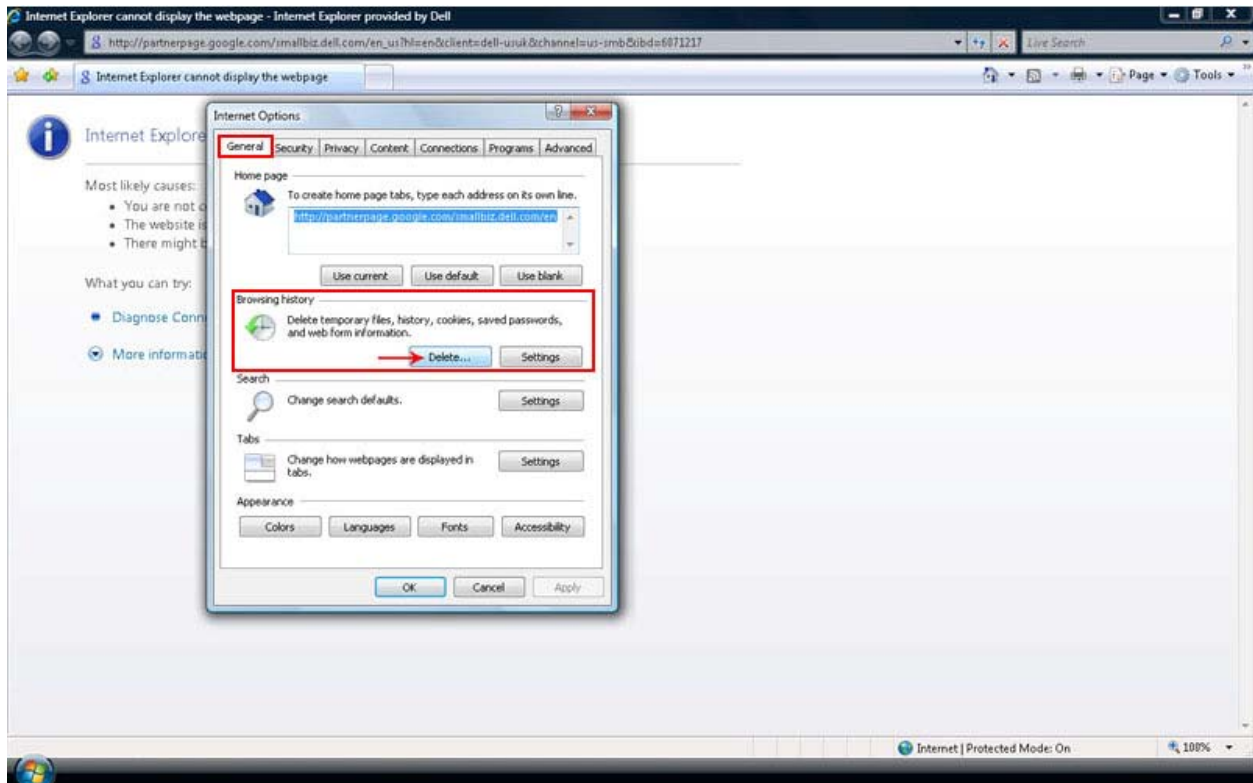 Internet Explorer cannot display the webpage - Internet Explorer provided by Dell
http://partnerpage.google.com/smallbiz.dell.com/en_us?hl=en&client=dell-usuk&channel=us-smb&ibd=6071217
Live Search
Internet Explorer cannot display the webpage
Page
Tools
Internet Explore
Most likely causes:
You are not c
The website is
There might b
What you can try:
Diagnose Conn
More informatio
Internet Options
General
Security
Privacy
Content
Connections
Programs
Advanced
Home page
To create home page tabs, type each address on its own line.
http://partnerpage.google.com/smallbiz.dell.com/en
Use current
Use default
Use blank
Browsing history
Delete temporary files, history, cookies, saved passwords,
and web form information.
Delete...
Settings
Search
Change search defaults.
Settings
Tabs
Change how webpages are displayed in
tabs.
Settings
Appearance
Colors
Languages
Fonts
Accessibility
OK
Cancel
Apply
Internet | Protected Mode: On
100%